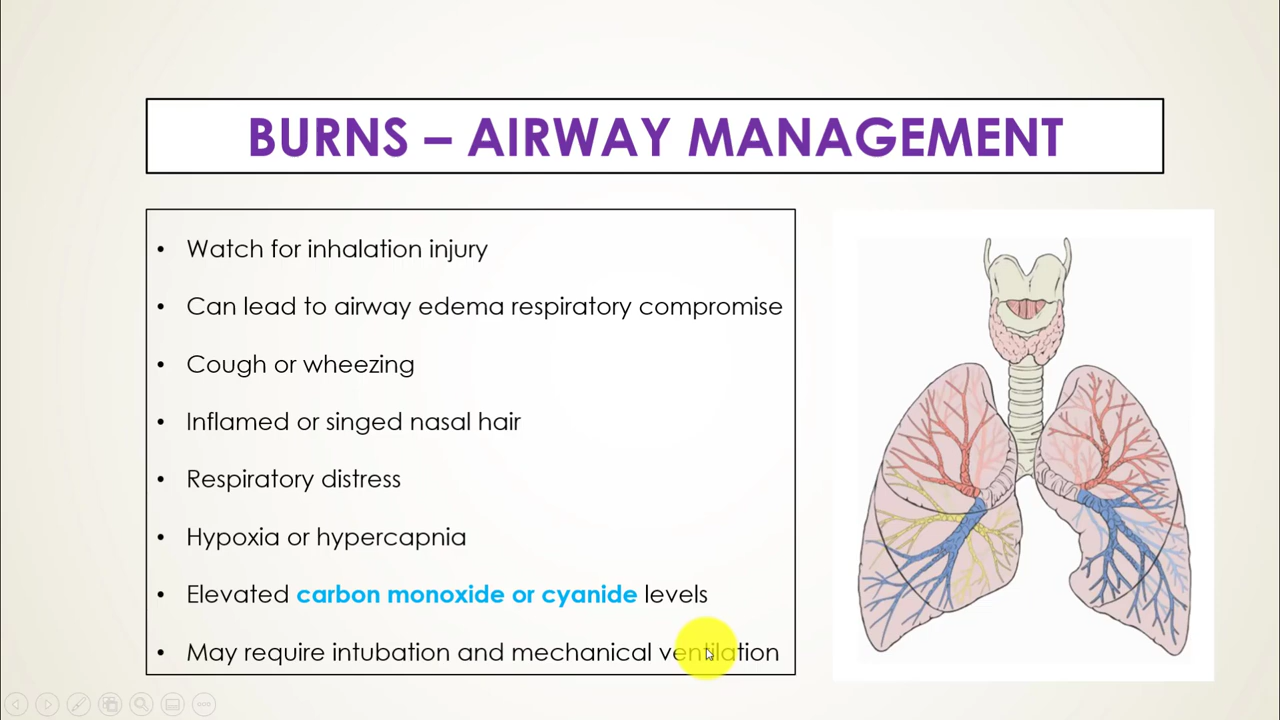 BURNS – AIRWAY MANAGEMENT
• Watch for inhalation injury
• Can lead to airway edema respiratory compromise
• Cough or wheezing
• Inflamed or singed nasal hair
• Respiratory distress
• Hypoxia or hypercapnia
• Elevated carbon monoxide or cyanide levels
• May require intubation and mechanical ventilation